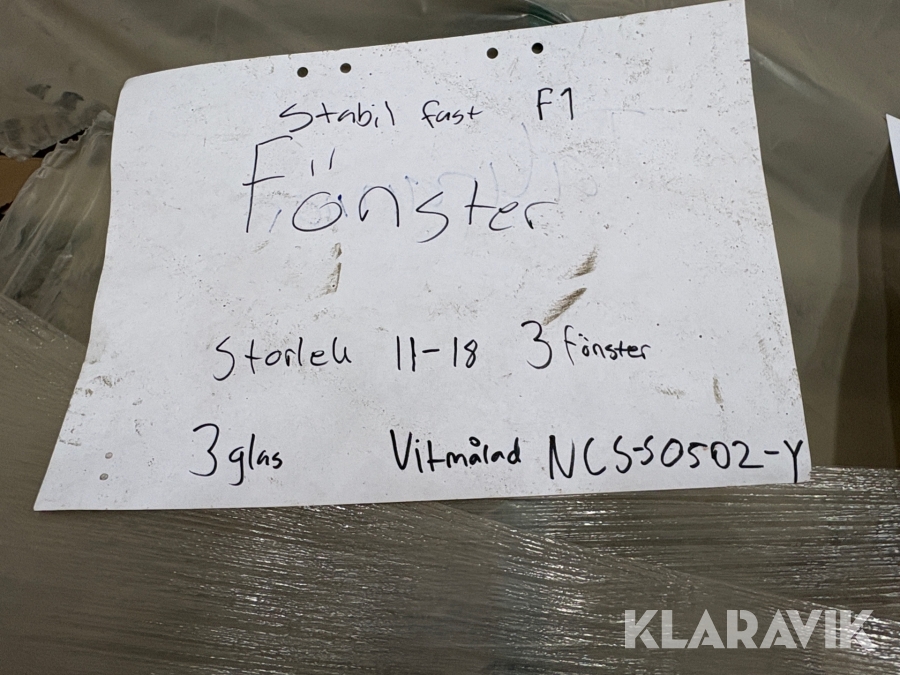 Stabil fast F1
Fönster
Storlek 11-18 3 fönster
3 glas Vitmålad NCS-S0502-Y
KLARAVIK